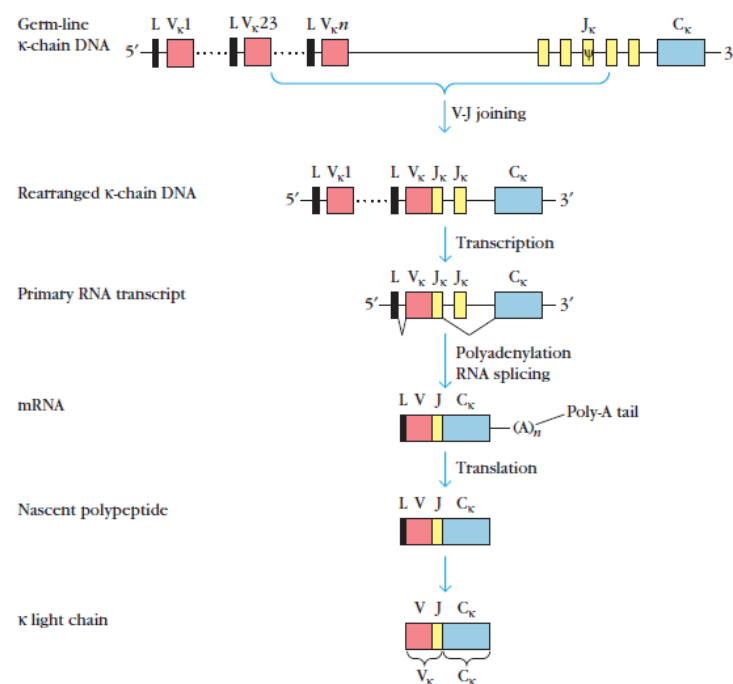 Germ-line
κ-chain DNA
L Vκ1 L Vκ23 L Vκn Jκ Cκ
5′ ψ 3
V-J joining
L Vκ1 L Vκ Jκ Jκ Cκ
Rearranged κ-chain DNA
5′ 3′
Transcription
L Vκ Jκ Jκ Cκ
Primary RNA transcript
5′ 3′
Polyadenylation
RNA splicing
mRNA
L V J Cκ
Poly-A tail
(A)n
Translation
Nascent polypeptide
L V J Cκ
V J Cκ
κ light chain
Vκ Cκ